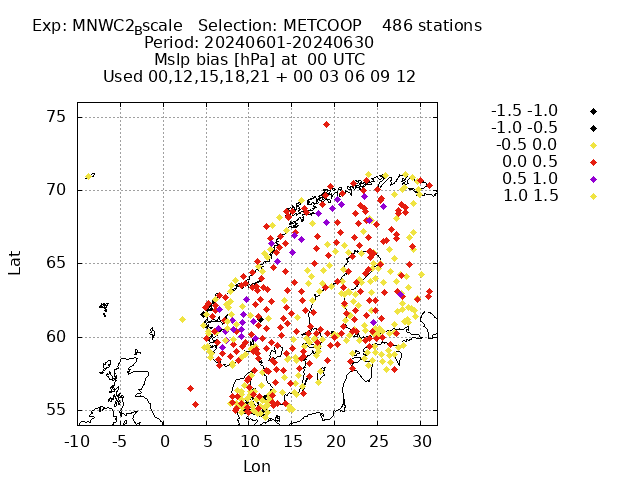 Exp: MNWC2Bscale   Selection: METCOOP    486 stations
Period: 20240601-20240630
Mslp bias [hPa] at  00 UTC
Used 00,12,15,18,21 + 00 03 06 09 12
-1.5 -1.0
-1.0 -0.5
-0.5 0.0
0.0 0.5
0.5 1.0
1.0 1.5
75
70
65
60
55
Lat
-10 -5 0 5 10 15 20 25 30
Lon